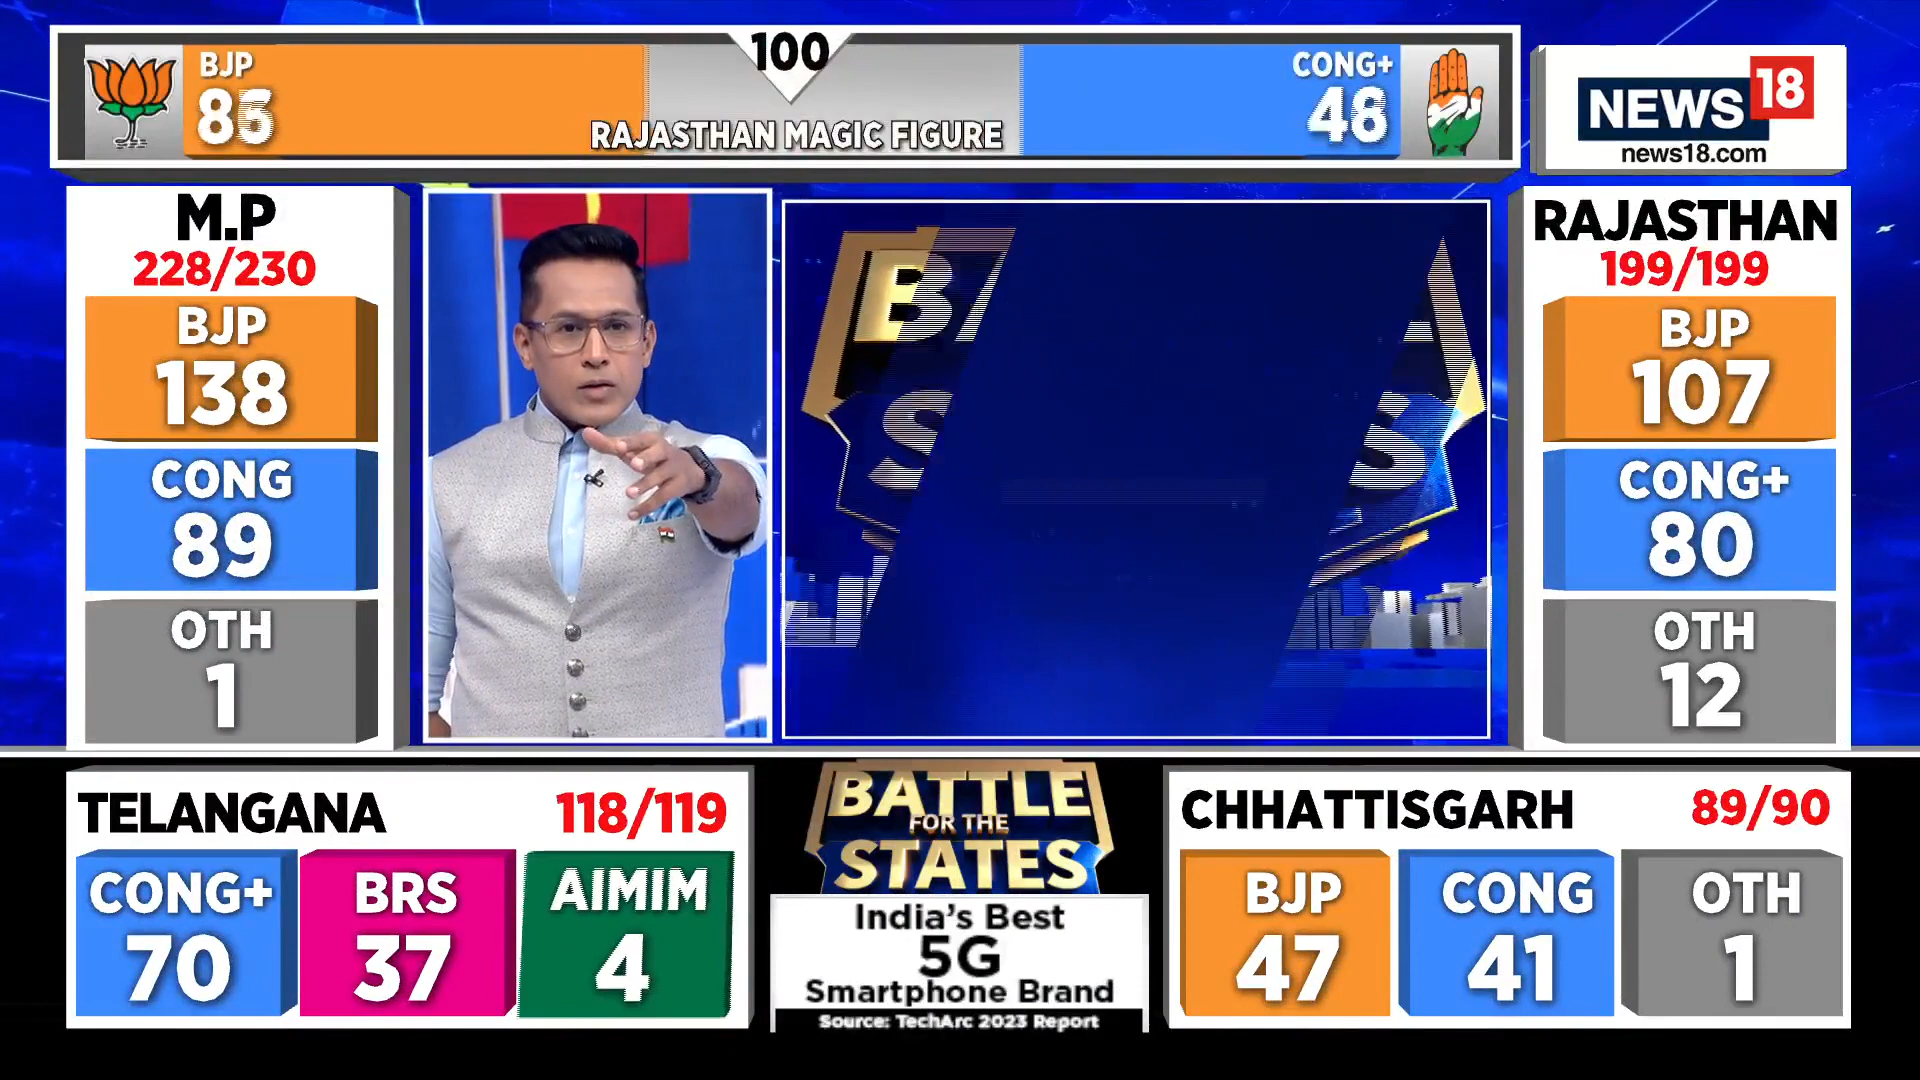 BJP
100
CONG+
48
RAJASTHAN MAGIC FIGURE
NEWS 18
news18.com
M.P
228/230
BJP
138
CONG
89
OTH
1
RAJASTHAN
199/199
BJP
107
CONG+
80
OTH
12
TELANGANA
118/119
CONG+
70
BRS
37
AIMIM
4
BATTLE
FOR THE
STATES
India's Best
5G
Smartphone Brand
Source: TechArc 2023 Report
CHHATTISGARH
89/90
BJP
47
CONG
41
OTH
1